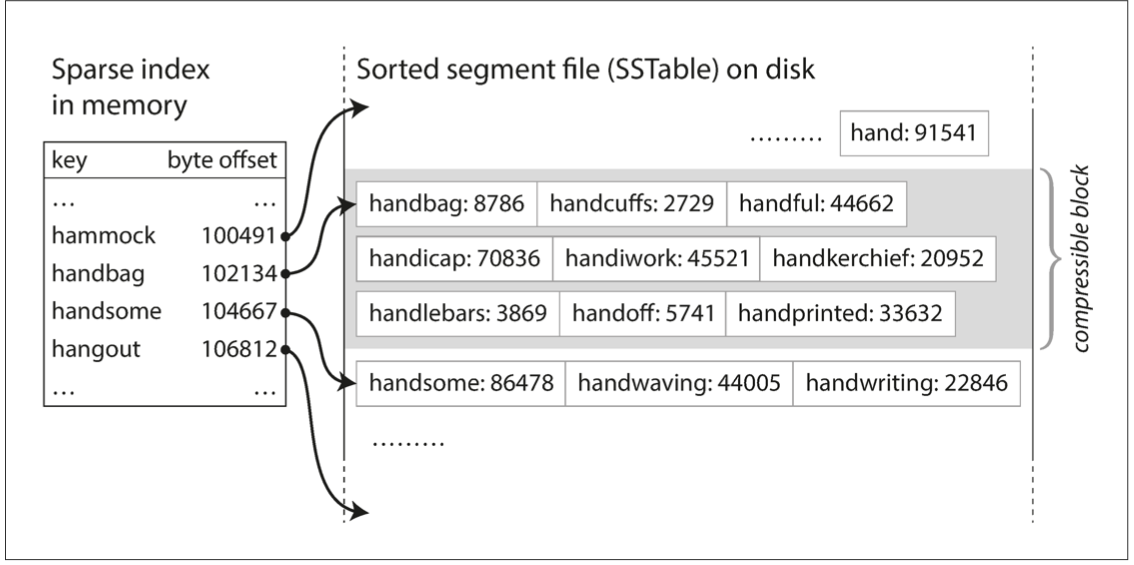 Sparse index
in memory
key byte offset
... ...
hammock 100491
handbag 102134
handsome 104667
hangout 106812
... ...
Sorted segment file (SSTable) on disk
......... hand: 91541
handbag: 8786 handcuffs: 2729 handful: 44662
handicap: 70836 handiwork: 45521 handkerchief: 20952
handlebars: 3869 handoff: 5741 handprinted: 33632
handsome: 86478 handwaving: 44005 handwriting: 22846
.........
compressible block